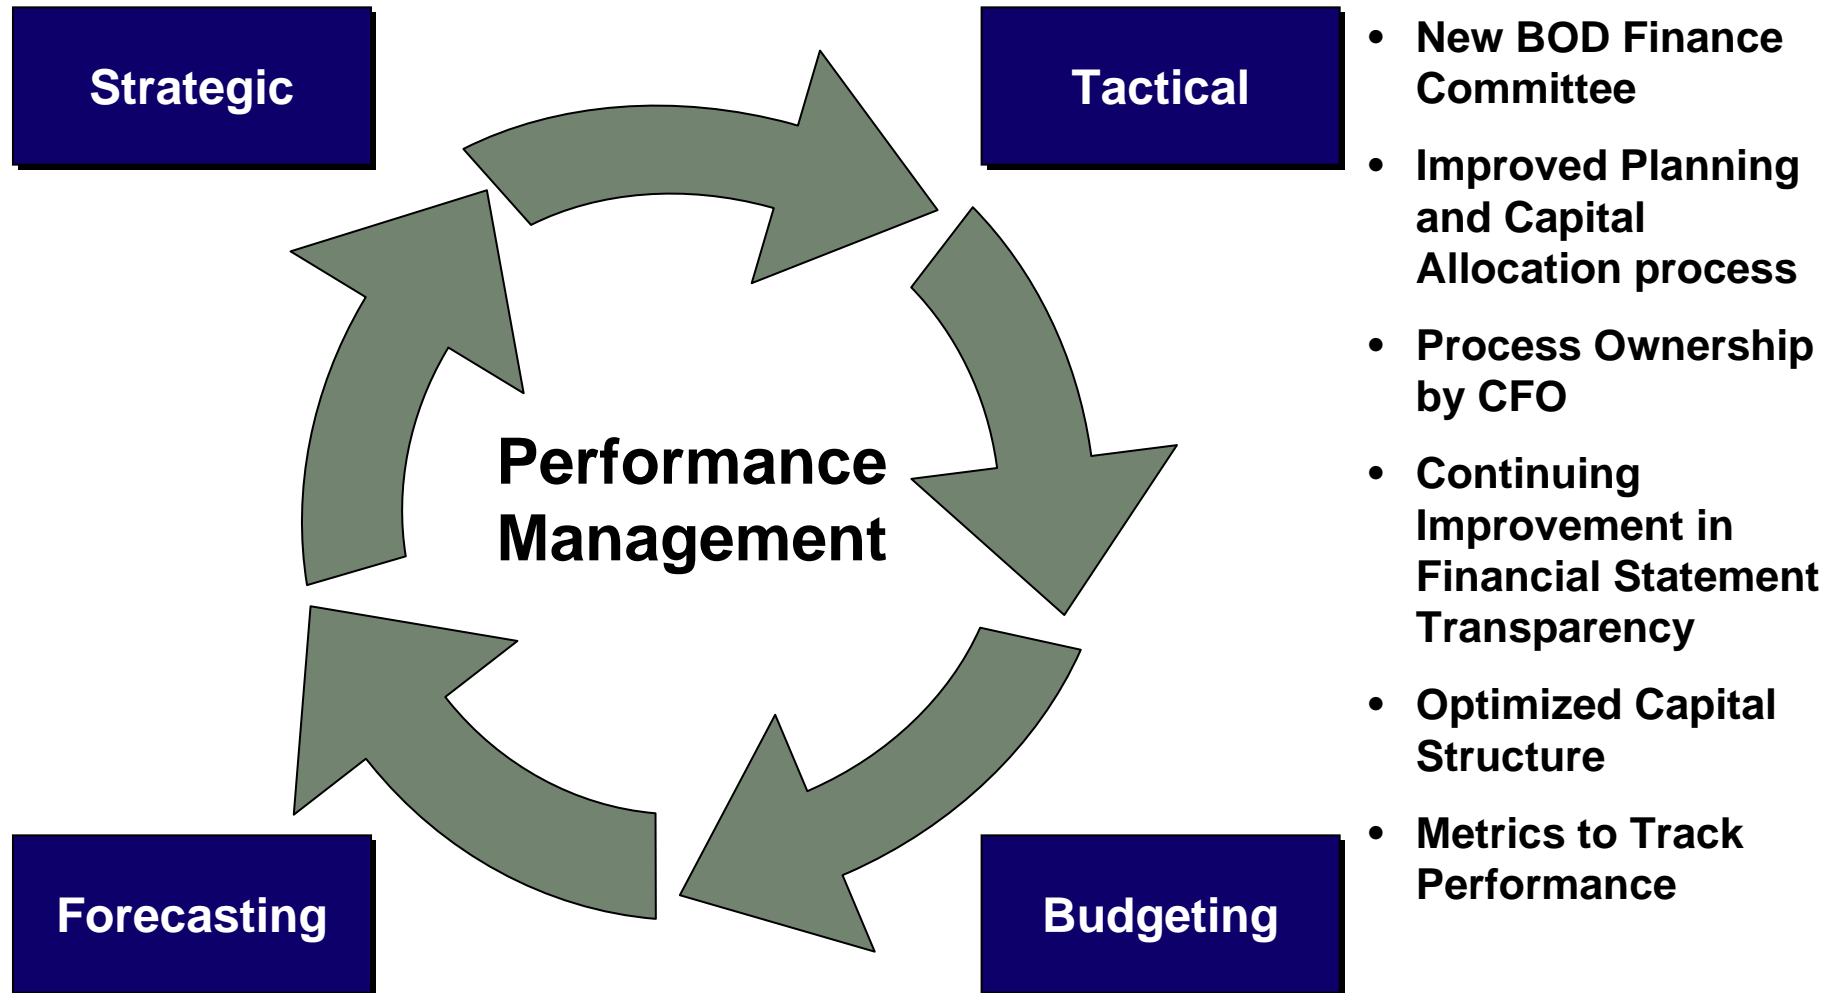 Strategic
Tactical
Performance
Management
Forecasting
Budgeting
• New BOD Finance
Committee
• Improved Planning
and Capital
Allocation process
• Process Ownership
by CFO
• Continuing
Improvement in
Financial Statement
Transparency
• Optimized Capital
Structure
• Metrics to Track
Performance